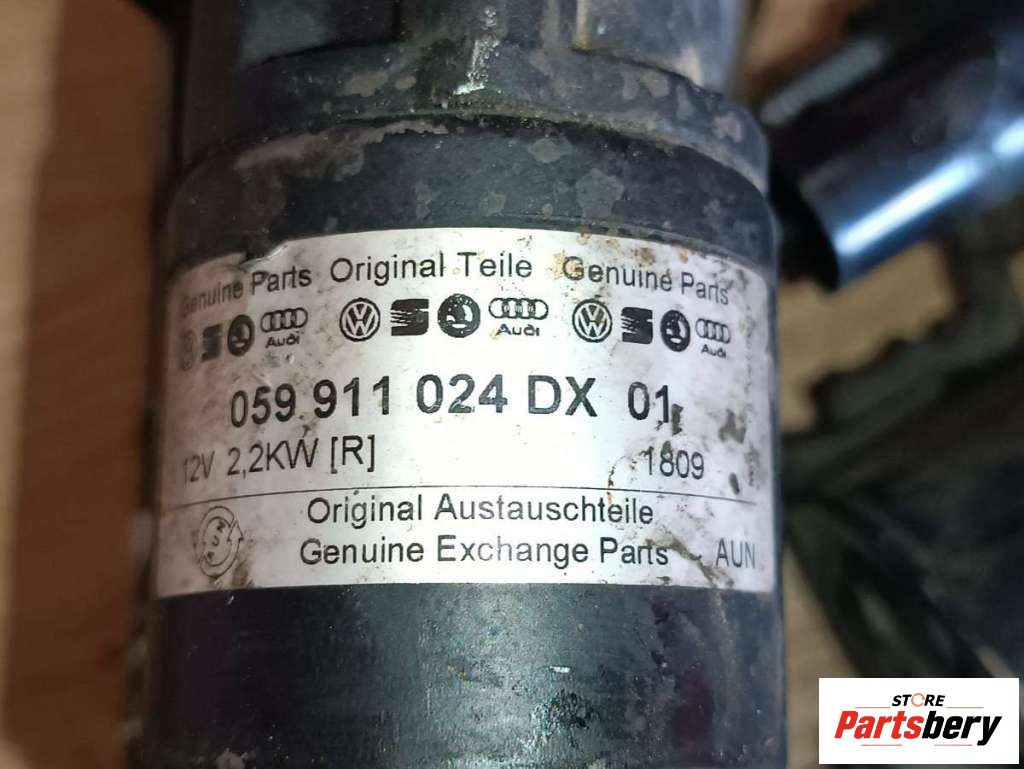 Genuine Parts Original Teile Genuine Parts
Audi Audi Audi
059 911 024 DX 01
12V 2,2KW [R] 1809
Original Austauschteile
Genuine Exchange Parts AUN
STORE
Partsbery